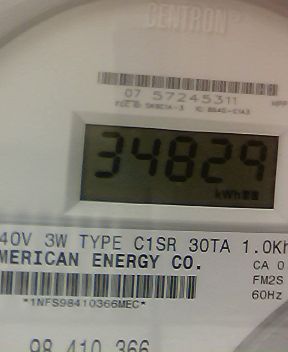 CENTRON
07 57245311
34829
kWh
40V 3W TYPE C1SR 30TA 1.0Kh
MERICAN ENERGY CO.
CA 0
FM2S
60Hz
*1NFS98410366MEC*
98 410 366